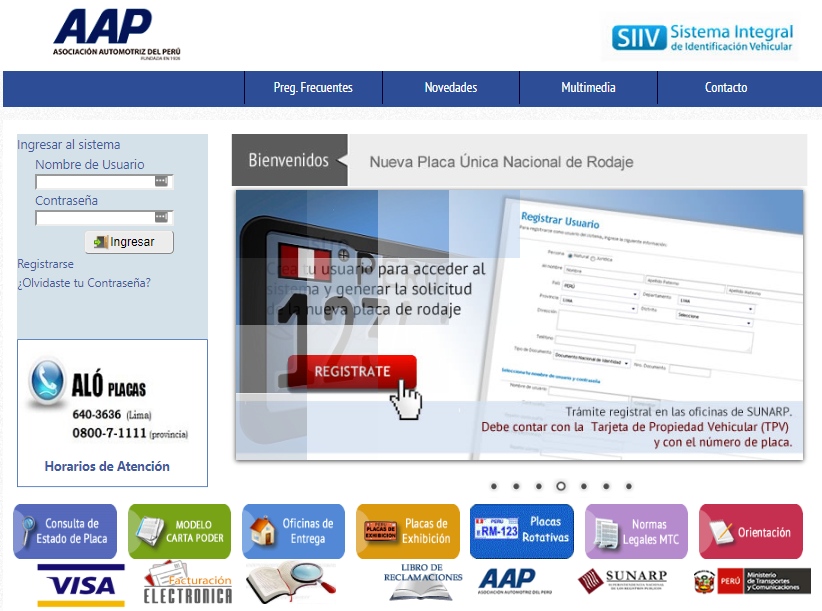 AAP
ASOCIACIÓN AUTOMOTRIZ DEL PERÚ
FUNDADA EN 1926
SIIV Sistema Integral
de Identificación Vehicular
Preg. Frecuentes
Novedades
Multimedia
Contacto
Ingresar al sistema
Nombre de Usuario
Contraseña
Ingresar
Registrarse
¿Olvidaste tu Contraseña?
ALÓ PLACAS
640-3636 (Lima)
0800-7-1111 (provincia)
Horarios de Atención
Bienvenidos
Nueva Placa Única Nacional de Rodaje
Crea tu usuario para acceder al
sistema y generar la solicitud
de la nueva placa de rodaje
REGISTRATE
Registrar Usuario
Para registrarse como usuario del sistema, ingrese la siguiente información:
Persona Natural Jurídica
Nombre
Apellido Paterno
Apellido Materno
País PERÚ
Departamento LIMA
Provincia LIMA
Distrito Seleccione
Dirección
Teléfono
Tipo de Documento Documento Nacional de Identidad Nro. Documento
Seleccione tu nombre de usuario y contraseña
Nombre de usuario
Trámite registral en las oficinas de SUNARP.
Debe contar con la Tarjeta de Propiedad Vehicular (TPV)
y con el número de placa.
Consulta de
Estado de Placa
MODELO
CARTA PODER
Oficinas de
Entrega
PLACAS DE
EXHIBICIÓN
Placas de
Exhibición
PERU
RM-123
Placas
Rotativas
Normas
Legales MTC
Orientación
VISA
Facturación
ELECTRÓNICA
LIBRO DE
RECLAMACIONES
AAP
ASOCIACIÓN AUTOMOTRIZ DEL PERÚ
SUNARP
SUPERINTENDENCIA NACIONAL
DE LOS REGISTROS PÚBLICOS
PERÚ
Ministerio
de Transportes
y Comunicaciones